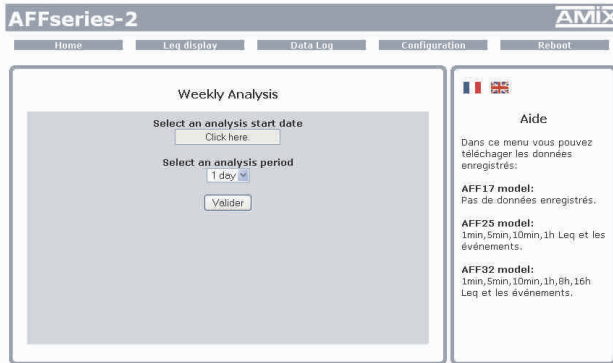 AFFseries-2
AMIX
Home
Leq display
Data Log
Configuration
Reboot
Weekly Analysis
Select an analysis start date
Click here.
Select an analysis period
1 day
Valider
Aide
Dans ce menu vous pouvez
téléchager les données
enregistrés:
AFF17 model:
Pas de données enregistrés.
AFF25 model:
1min,5min,10min,1h Leq et les
événements.
AFF32 model:
1min,5min,10min,1h,8h,16h
Leq et les événements.